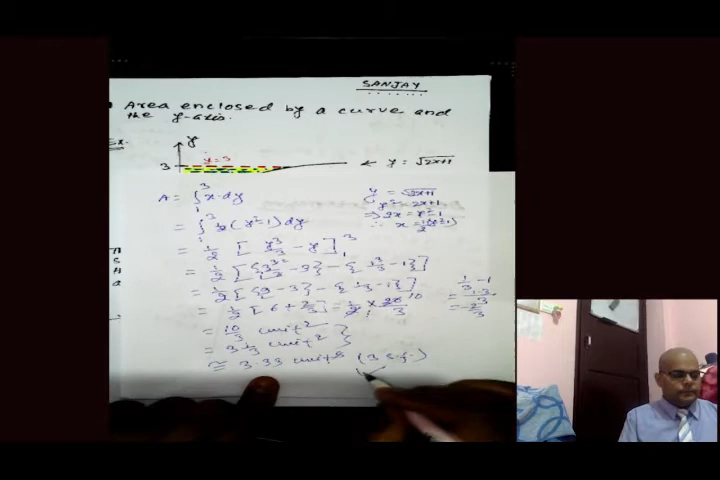 SANJAY
Area enclosed by a curve and
the y-axis.
Ex.
y
y = 3
3
← y = √2x+1
A = ∫₁³ x·dy
y = √2x+1
y² = 2x+1
⇒ 2x = y²-1
∴ x = ½(y²-1)
= ∫₁³ ½(y²-1) dy
= ½ [ y³/3 - y ]₁³
= ½ [ { 3³/3 - 3 } - { 1³/3 - 1 } ]
= ½ [ { 9 - 3 } - { 1/3 - 1 } ]
1/3 - 1
= 1-3/3
= -2/3
= ½ [ 6 + 2/3 ] = ½ × 20/3 10
= 10/3 unit²
= 3 1/3 unit² }
≅ 3.33 unit² (3 s.f.)